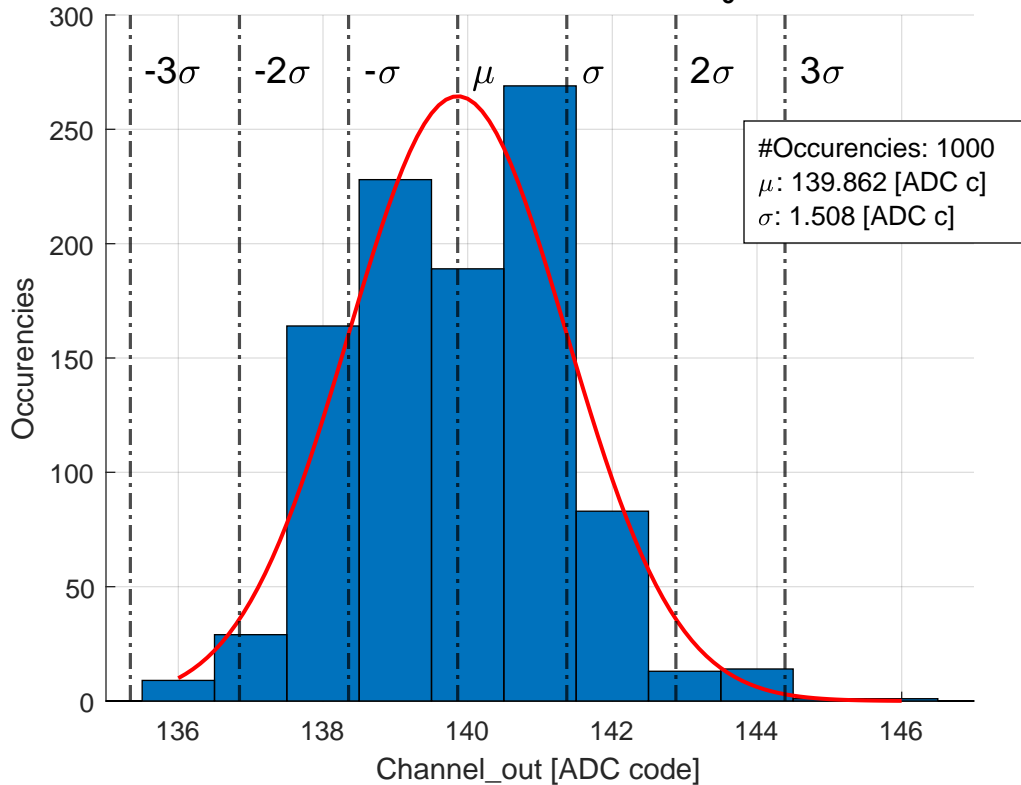 300
250
200
150
100
50
0
Occurencies
-3σ -2σ -σ μ σ 2σ 3σ
#Occurencies: 1000
μ: 139.862 [ADC c]
σ: 1.508 [ADC c]
136 138 140 142 144 146
Channel_out [ADC code]